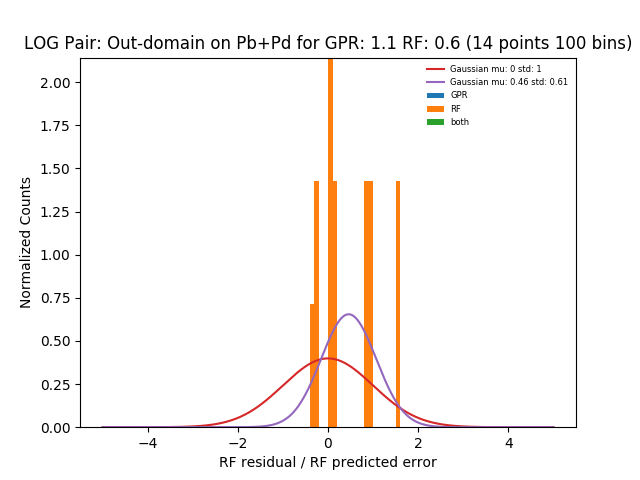 LOG Pair: Out-domain on Pb+Pd for GPR: 1.1 RF: 0.6 (14 points 100 bins)
Gaussian mu: 0 std: 1
Gaussian mu: 0.46 std: 0.61
GPR
RF
both
Normalized Counts
2.00
1.75
1.50
1.25
1.00
0.75
0.50
0.25
0.00
−4
−2
0
2
4
RF residual / RF predicted error